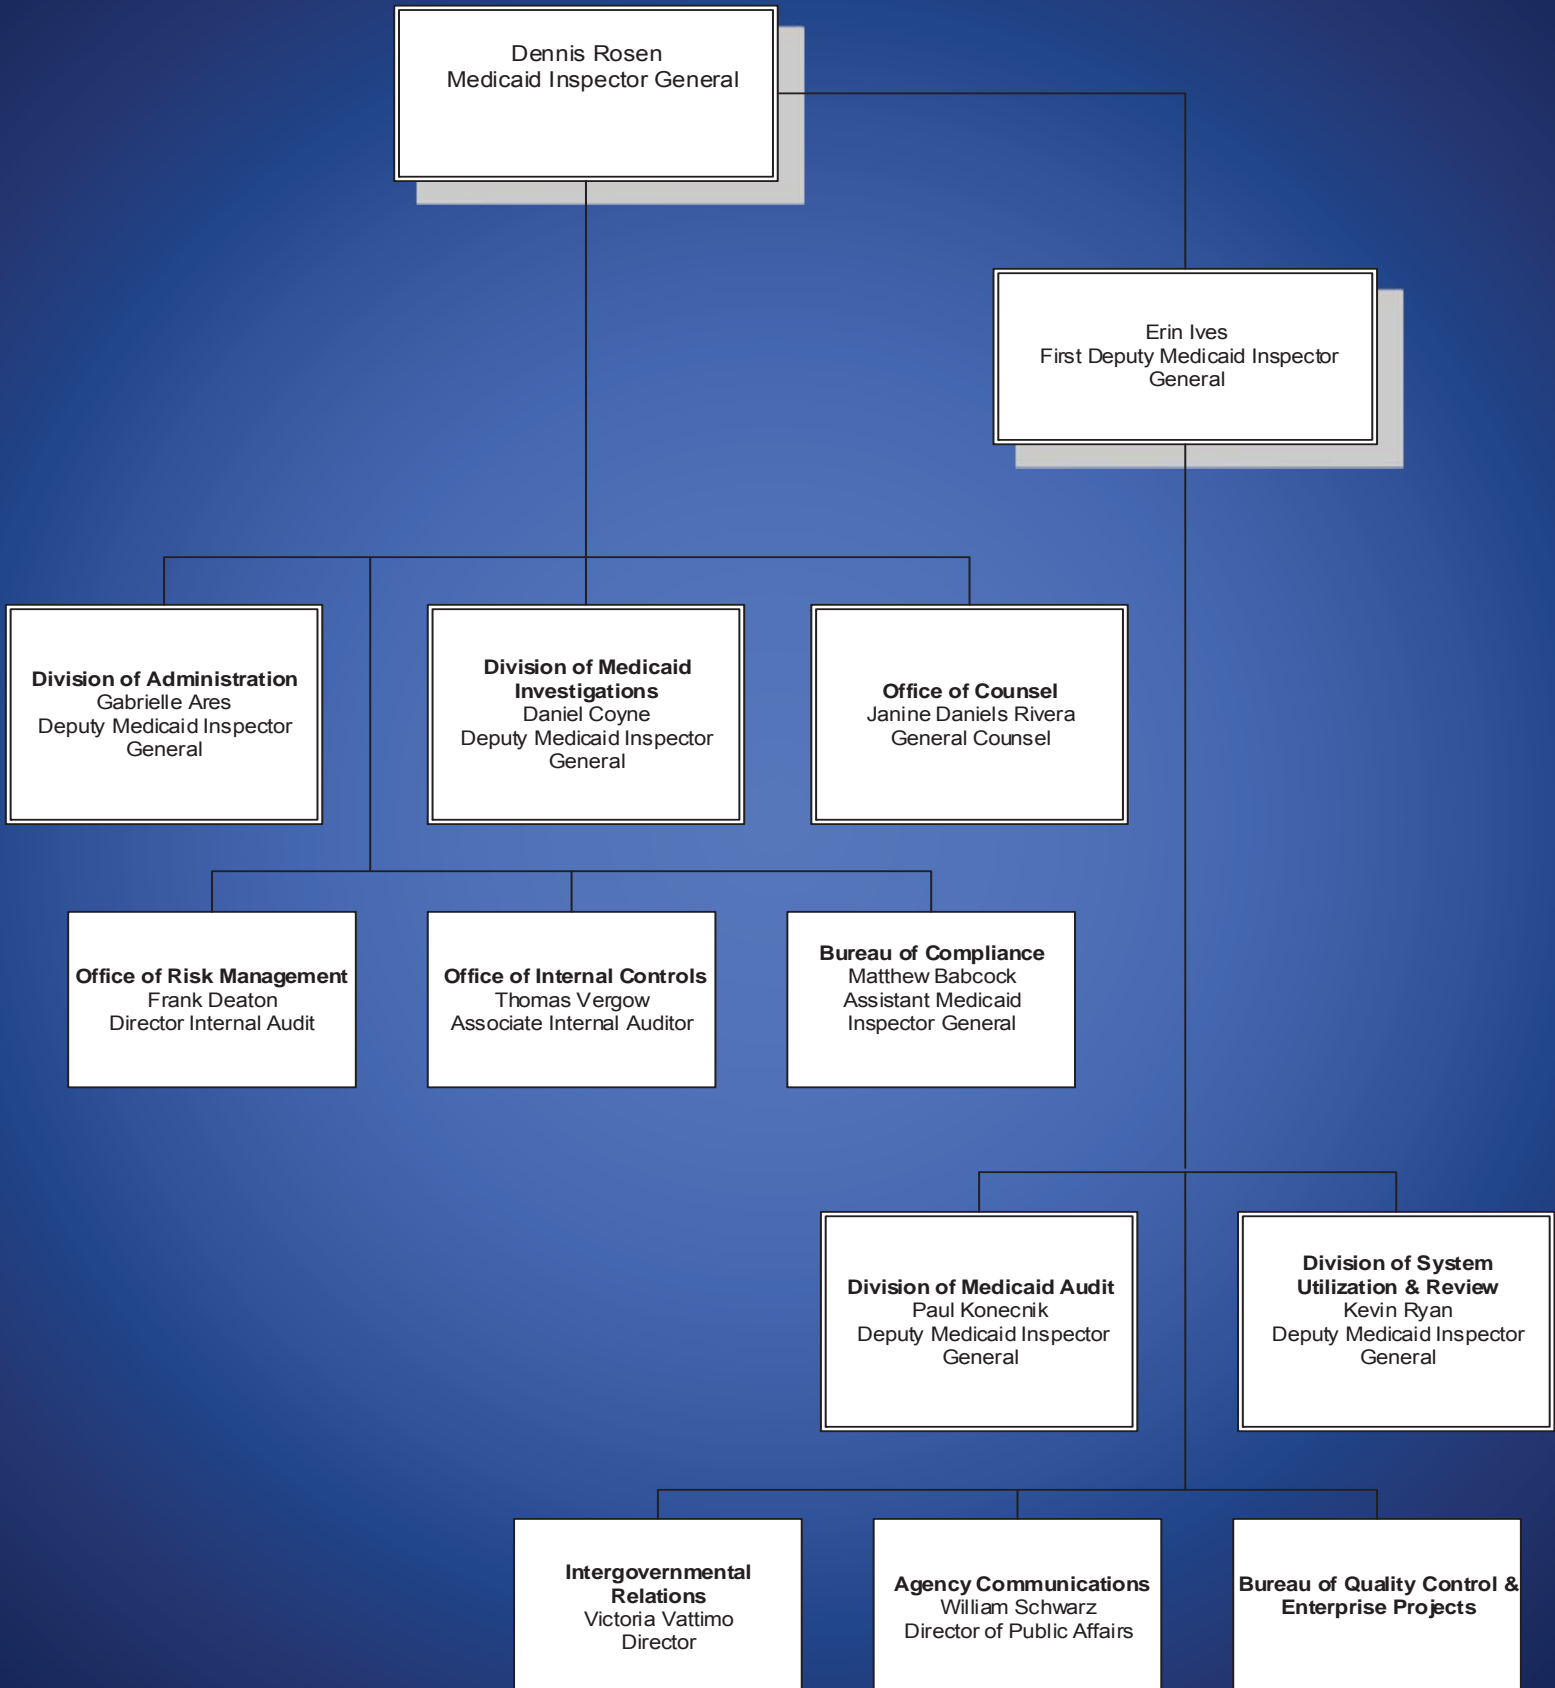 Dennis Rosen
Medicaid Inspector General
Erin Ives
First Deputy Medicaid Inspector
General
Division of Administration
Gabrielle Ares
Deputy Medicaid Inspector
General
Division of Medicaid
Investigations
Daniel Coyne
Deputy Medicaid Inspector
General
Office of Counsel
Janine Daniels Rivera
General Counsel
Office of Risk Management
Frank Deaton
Director Internal Audit
Office of Internal Controls
Thomas Vergow
Associate Internal Auditor
Bureau of Compliance
Matthew Babcock
Assistant Medicaid
Inspector General
Division of Medicaid Audit
Paul Konecnik
Deputy Medicaid Inspector
General
Division of System
Utilization & Review
Kevin Ryan
Deputy Medicaid Inspector
General
Intergovernmental
Relations
Victoria Vattimo
Director
Agency Communications
William Schwarz
Director of Public Affairs
Bureau of Quality Control &
Enterprise Projects